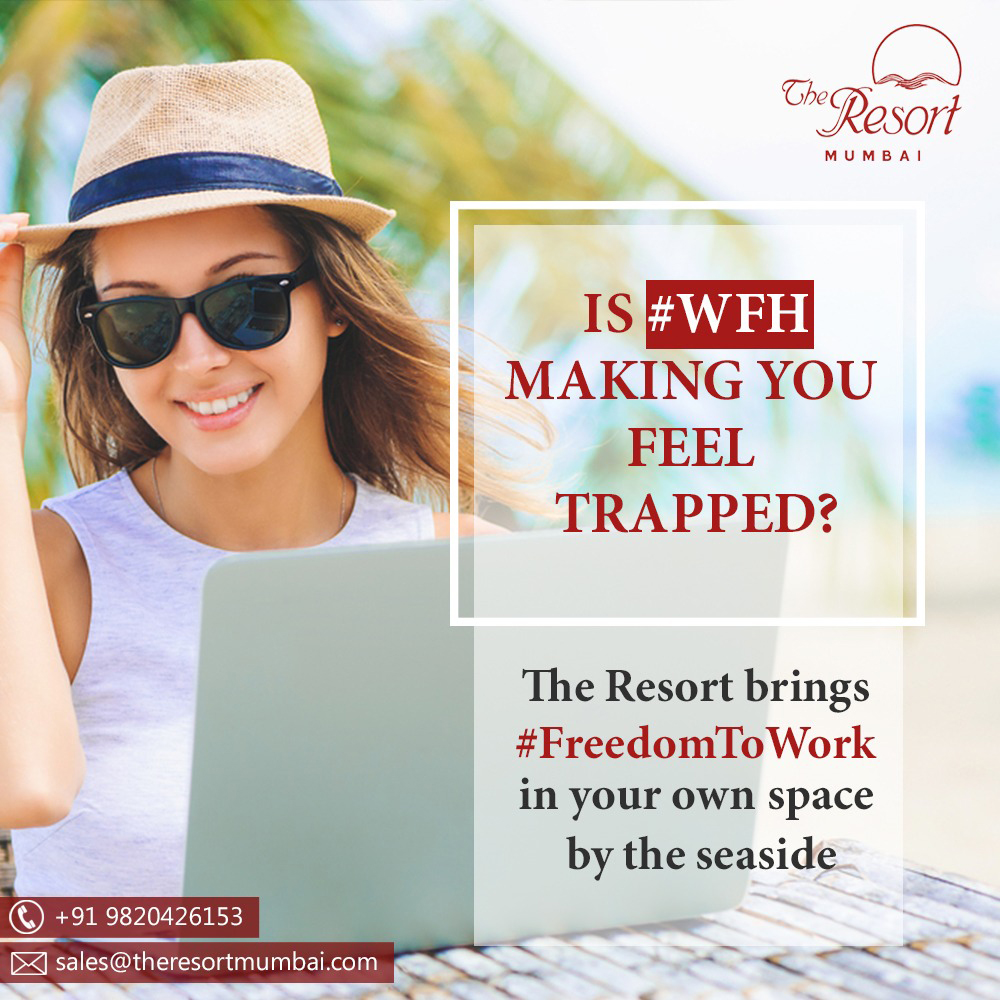 The
Resort
MUMBAI
IS #WFH
MAKING YOU
FEEL
TRAPPED?
The Resort brings
#FreedomToWork
in your own space
by the seaside
+91 9820426153
sales@theresortmumbai.com